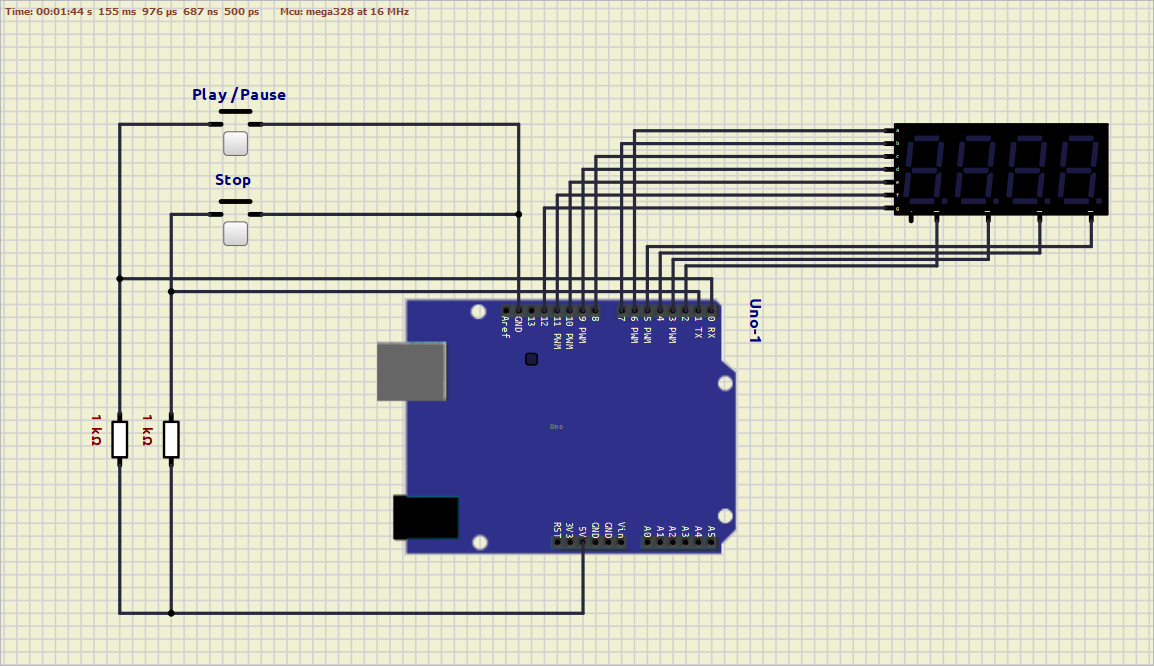 Time: 00:01:44 s 155 ms 976 µs 687 ns 500 ps Mcu: mega328 at 16 MHz
Play/Pause
Stop
a
b
c
d
e
f
g
Uno-1
Aref
GND
13
12
11 PWM
10 PWM
9 PWM
8
7
6 PWM
5 PWM
4
3 PWM
2
1 TX
0 RX
1 kΩ
1 kΩ
Uno
RST
3V3
5V
GND
GND
Vin
A0
A1
A2
A3
A4
A5